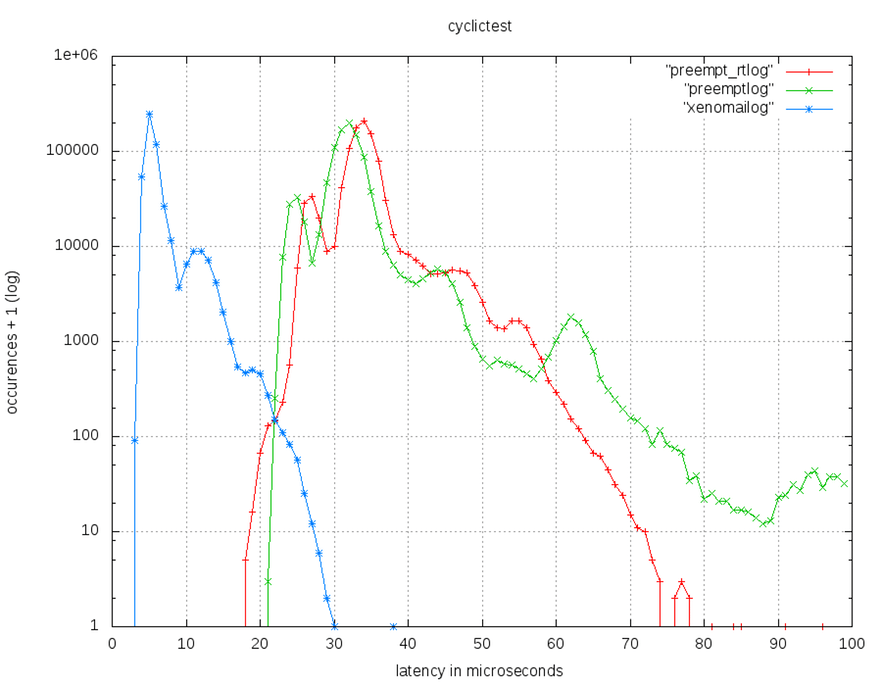 cyclictest
1e+06
100000
10000
1000
100
10
1
"preempt_rtlog"
"preemptlog"
"xenomailog"
occurences + 1 (log)
0 10 20 30 40 50 60 70 80 90 100
latency in microseconds